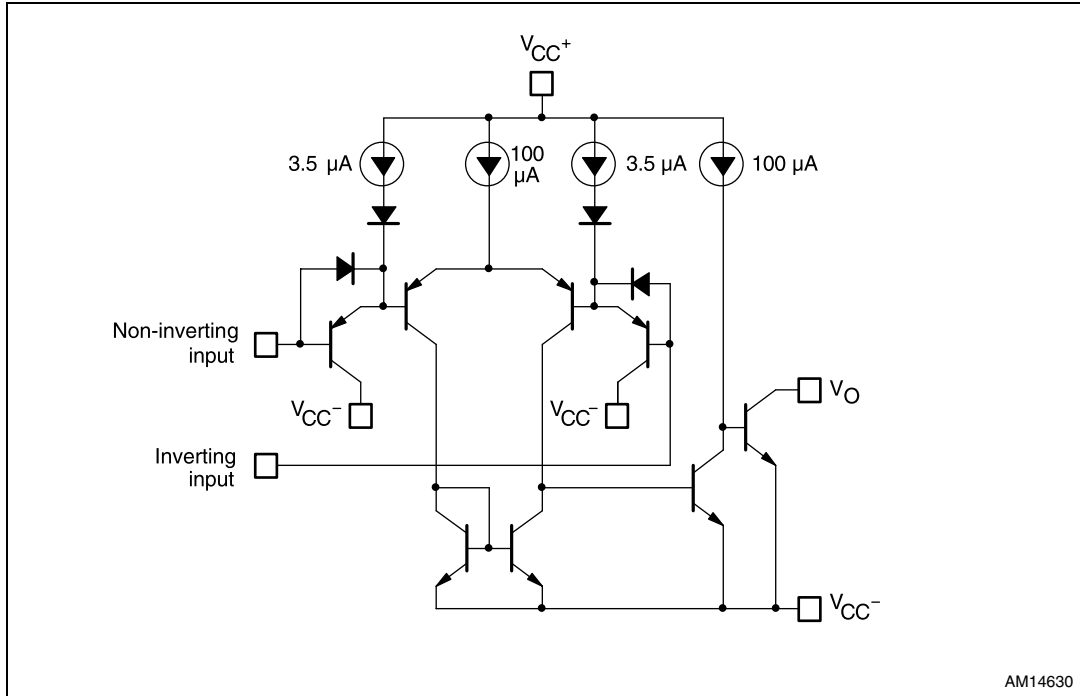 VCC+
3.5 µA
100
µA
3.5 µA
100 µA
Non-inverting
input
VCC−
VCC−
VO
Inverting
input
VCC−
AM14630